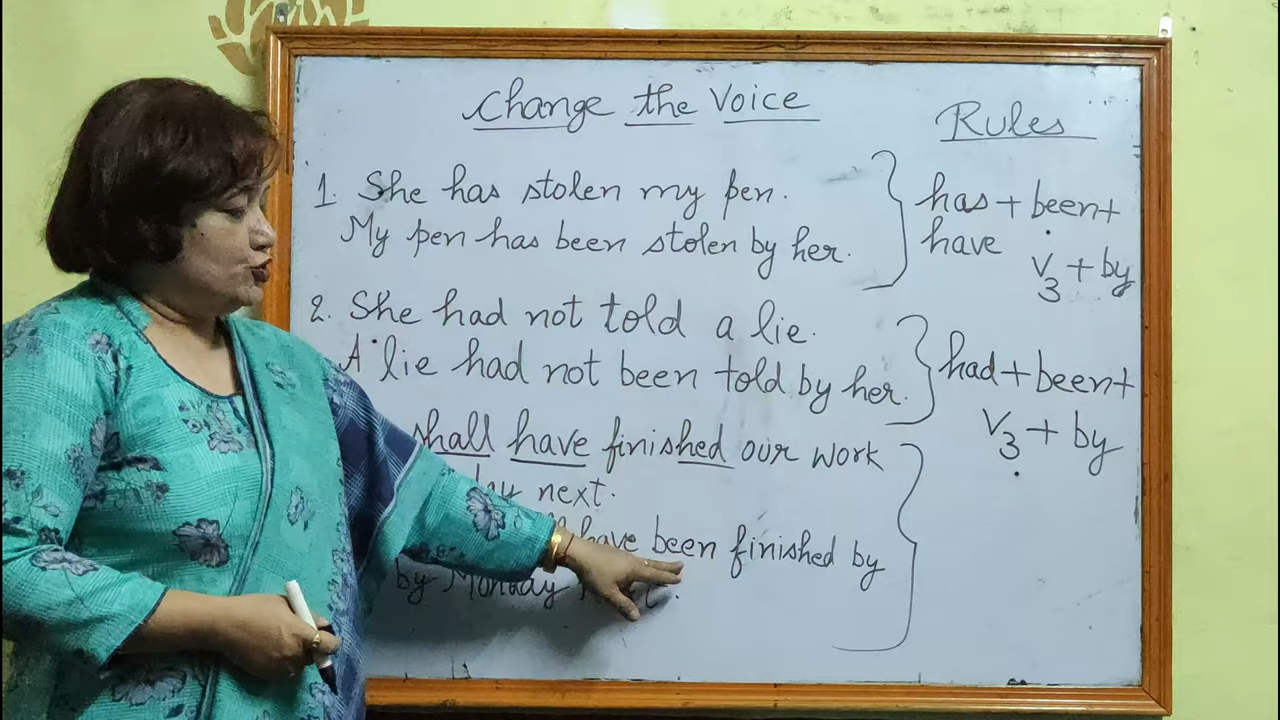 Change the Voice
Rules
1. She has stolen my pen.
My pen has been stolen by her.
has + been +
have
V3 + by
2. She had not told a lie.
A lie had not been told by her.
had + been +
V3 + by
shall have finished our work
next.
have been finished by
by Monday